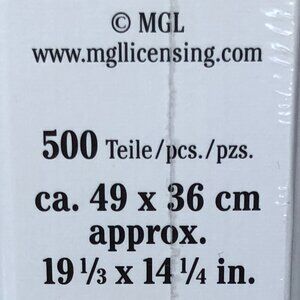 © MGL
www.mgllicensing.com
500 Teile/pcs./pzs.
ca. 49 x 36 cm
approx.
19 ⅓ x 14 ¼ in.